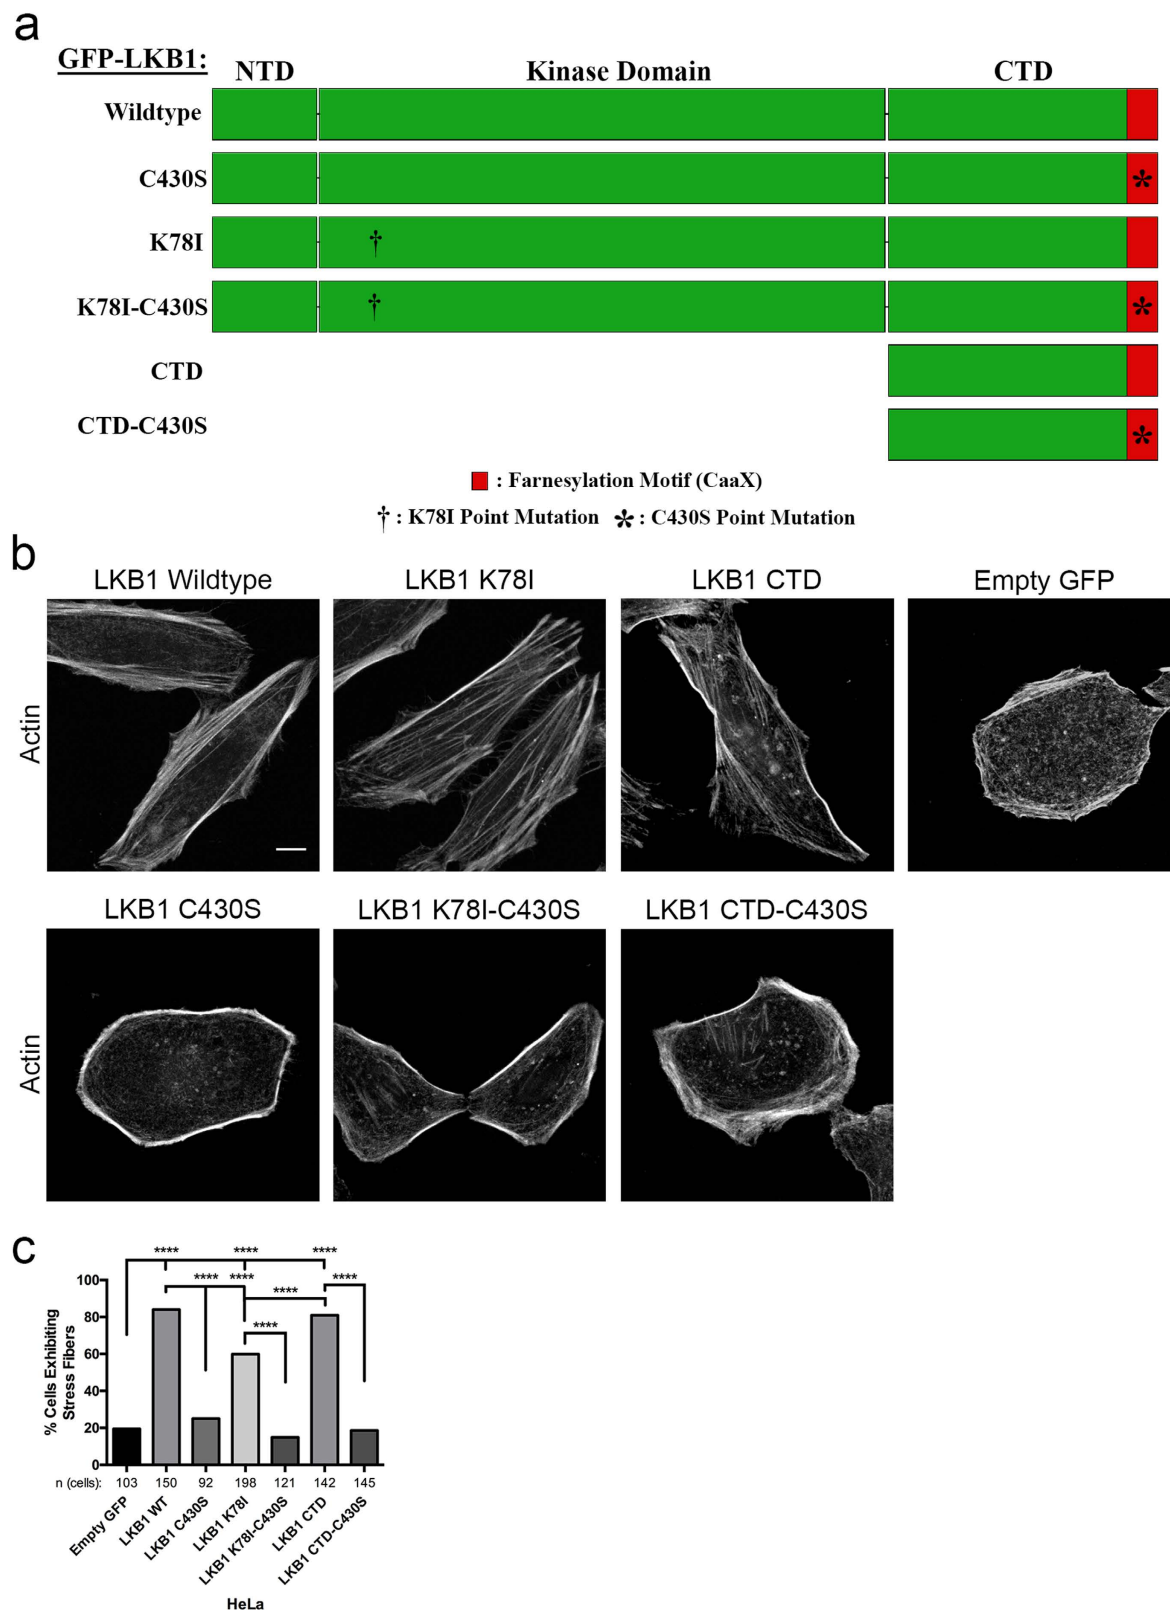 a
GFP-LKB1:
NTD Kinase Domain CTD
Wildtype
C430S
*
K78I
†
K78I-C430S
† *
CTD
CTD-C430S
*
: Farnesylation Motif (CaaX)
† : K78I Point Mutation * : C430S Point Mutation
b
LKB1 Wildtype LKB1 K78I LKB1 CTD Empty GFP
Actin
LKB1 C430S LKB1 K78I-C430S LKB1 CTD-C430S
Actin
c
**** **** ****
**** **** ****
****
****
% Cells Exhibiting
Stress Fibers
100
80
60
40
20
0
n (cells): 103 150 92 198 121 142 145
Empty GFP
LKB1 WT
LKB1 C430S
LKB1 K78I
LKB1 K78I-C430S
LKB1 CTD
LKB1 CTD-C430S
HeLa